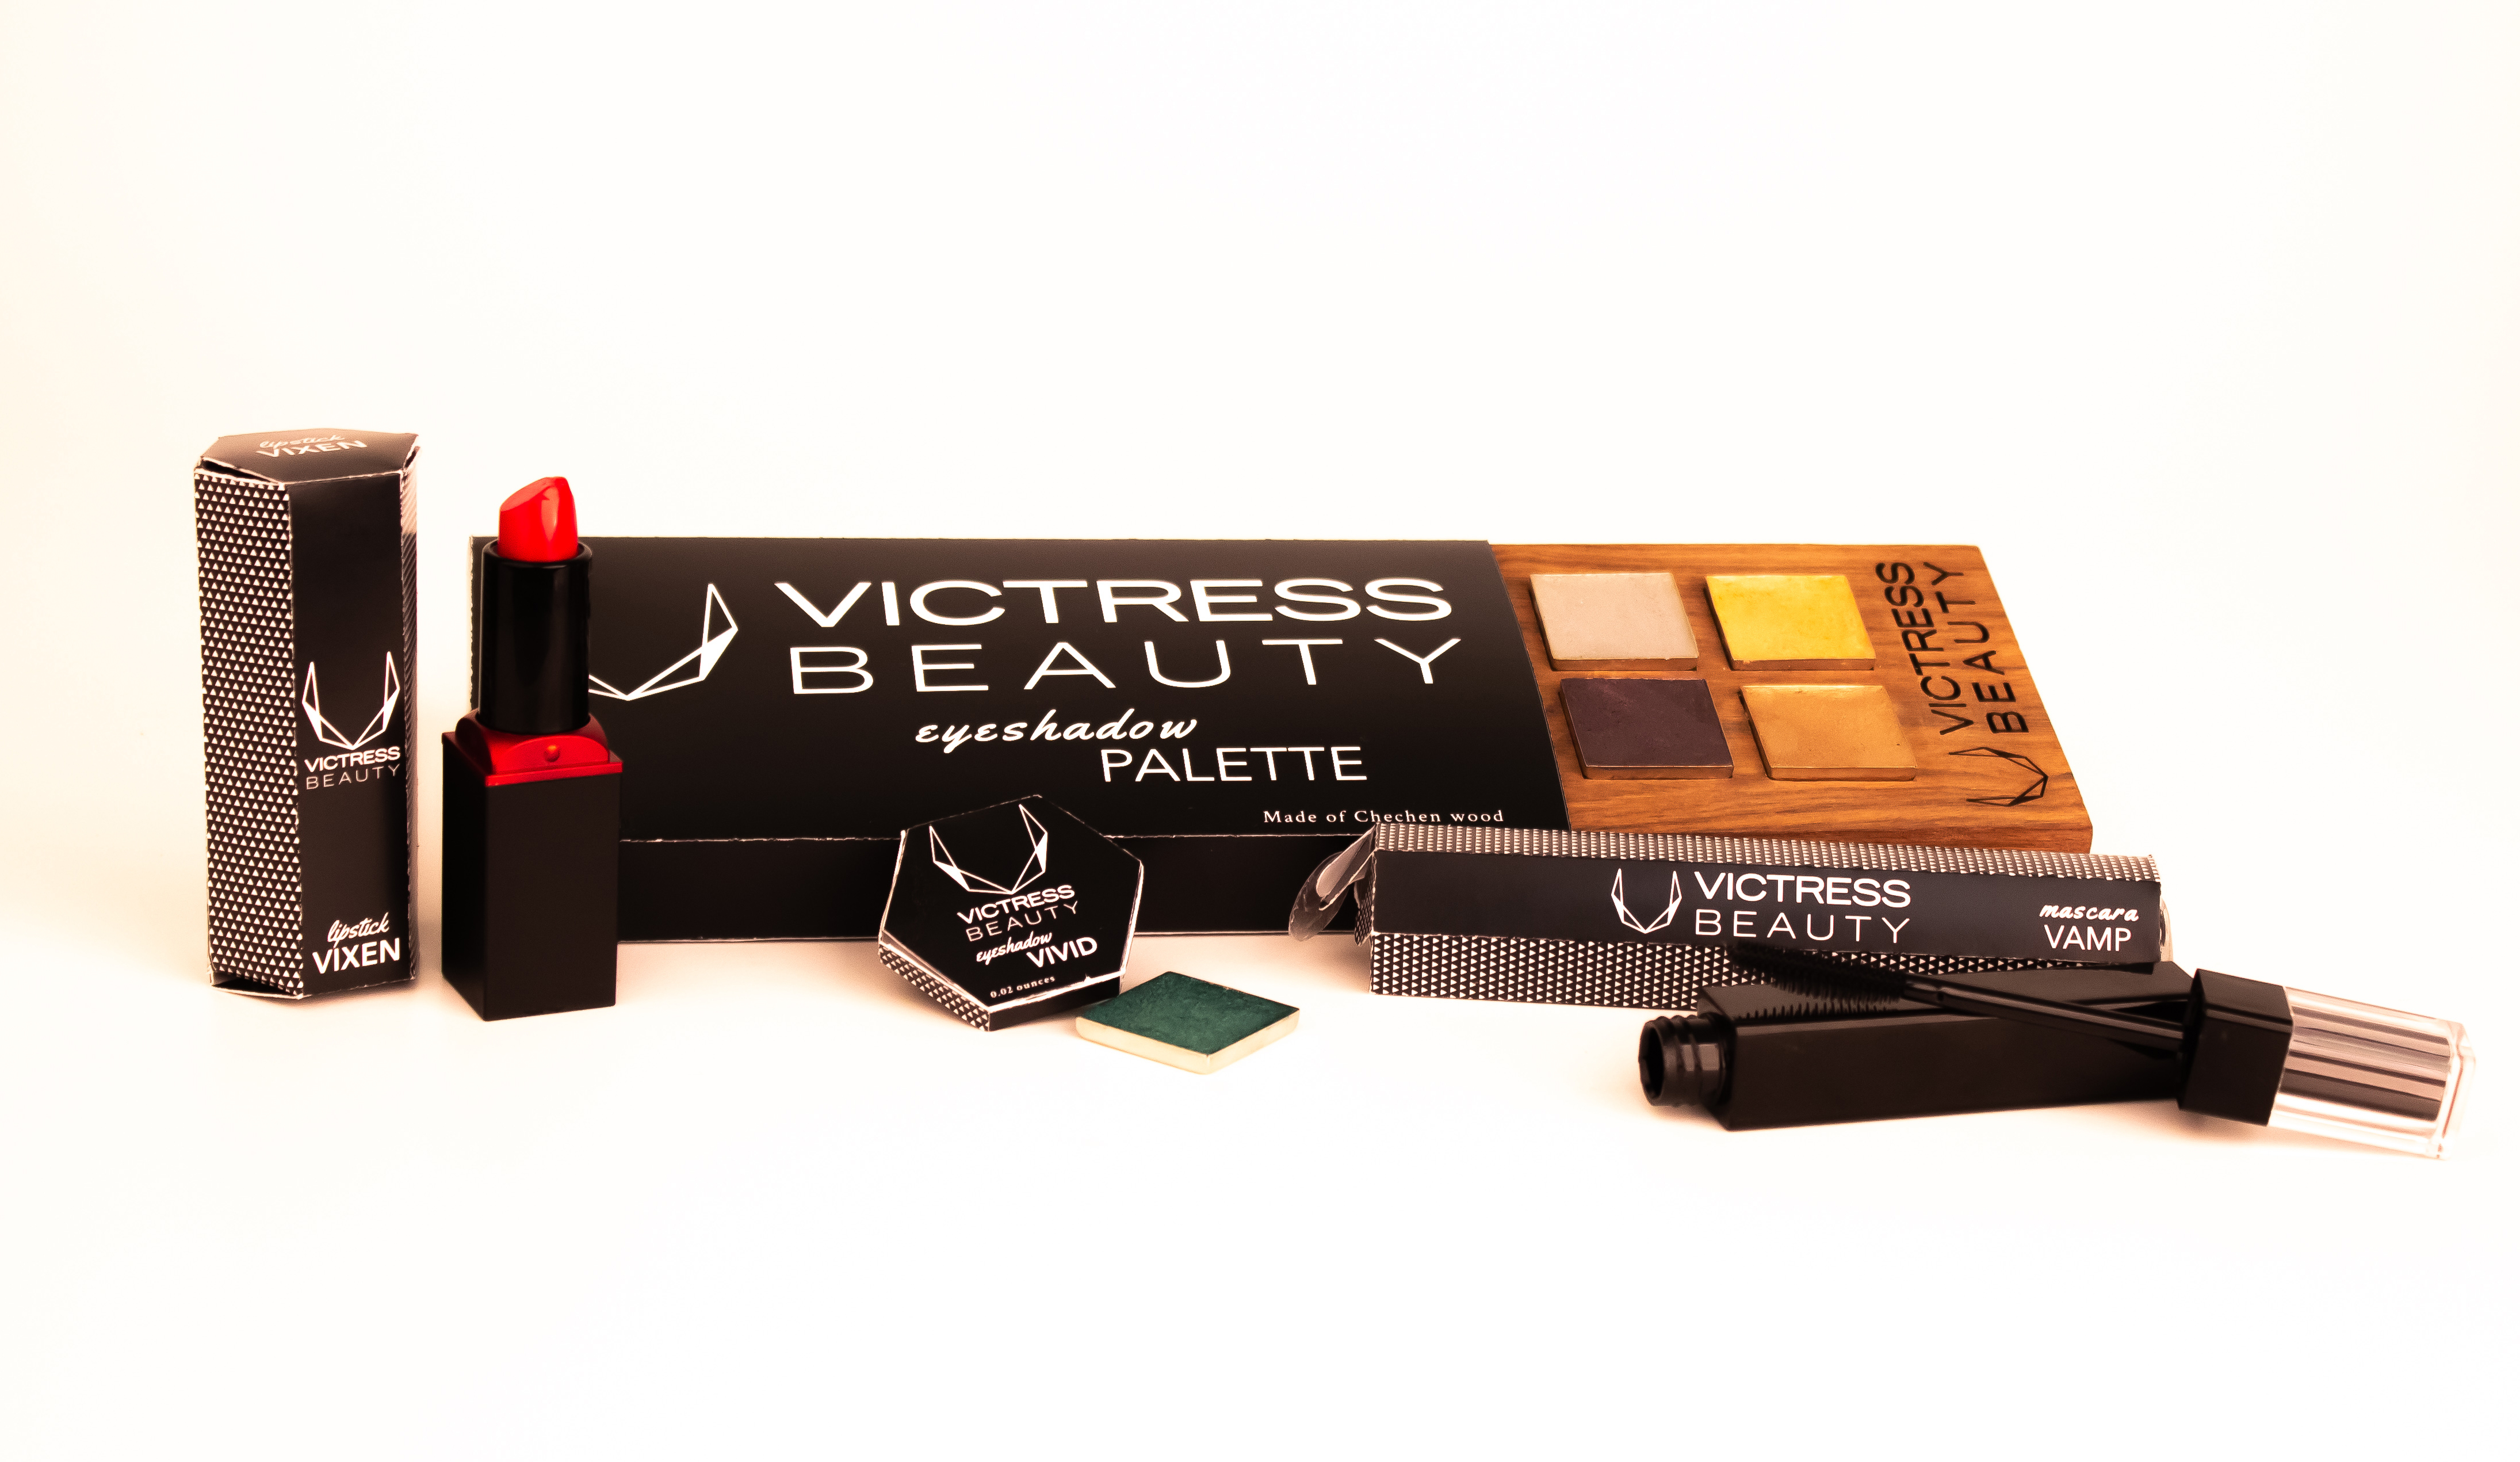 lipstick
VIXEN
VICTRESS
BEAUTY
lipstick
VIXEN
VICTRESS
BEAUTY
eyeshadow
PALETTE
Made of Chechen wood
VICTRESS
BEAUTY
VICTRESS
BEAUTY
eyeshadow
VIVID
0.02 ounces
VICTRESS
BEAUTY
mascara
VAMP